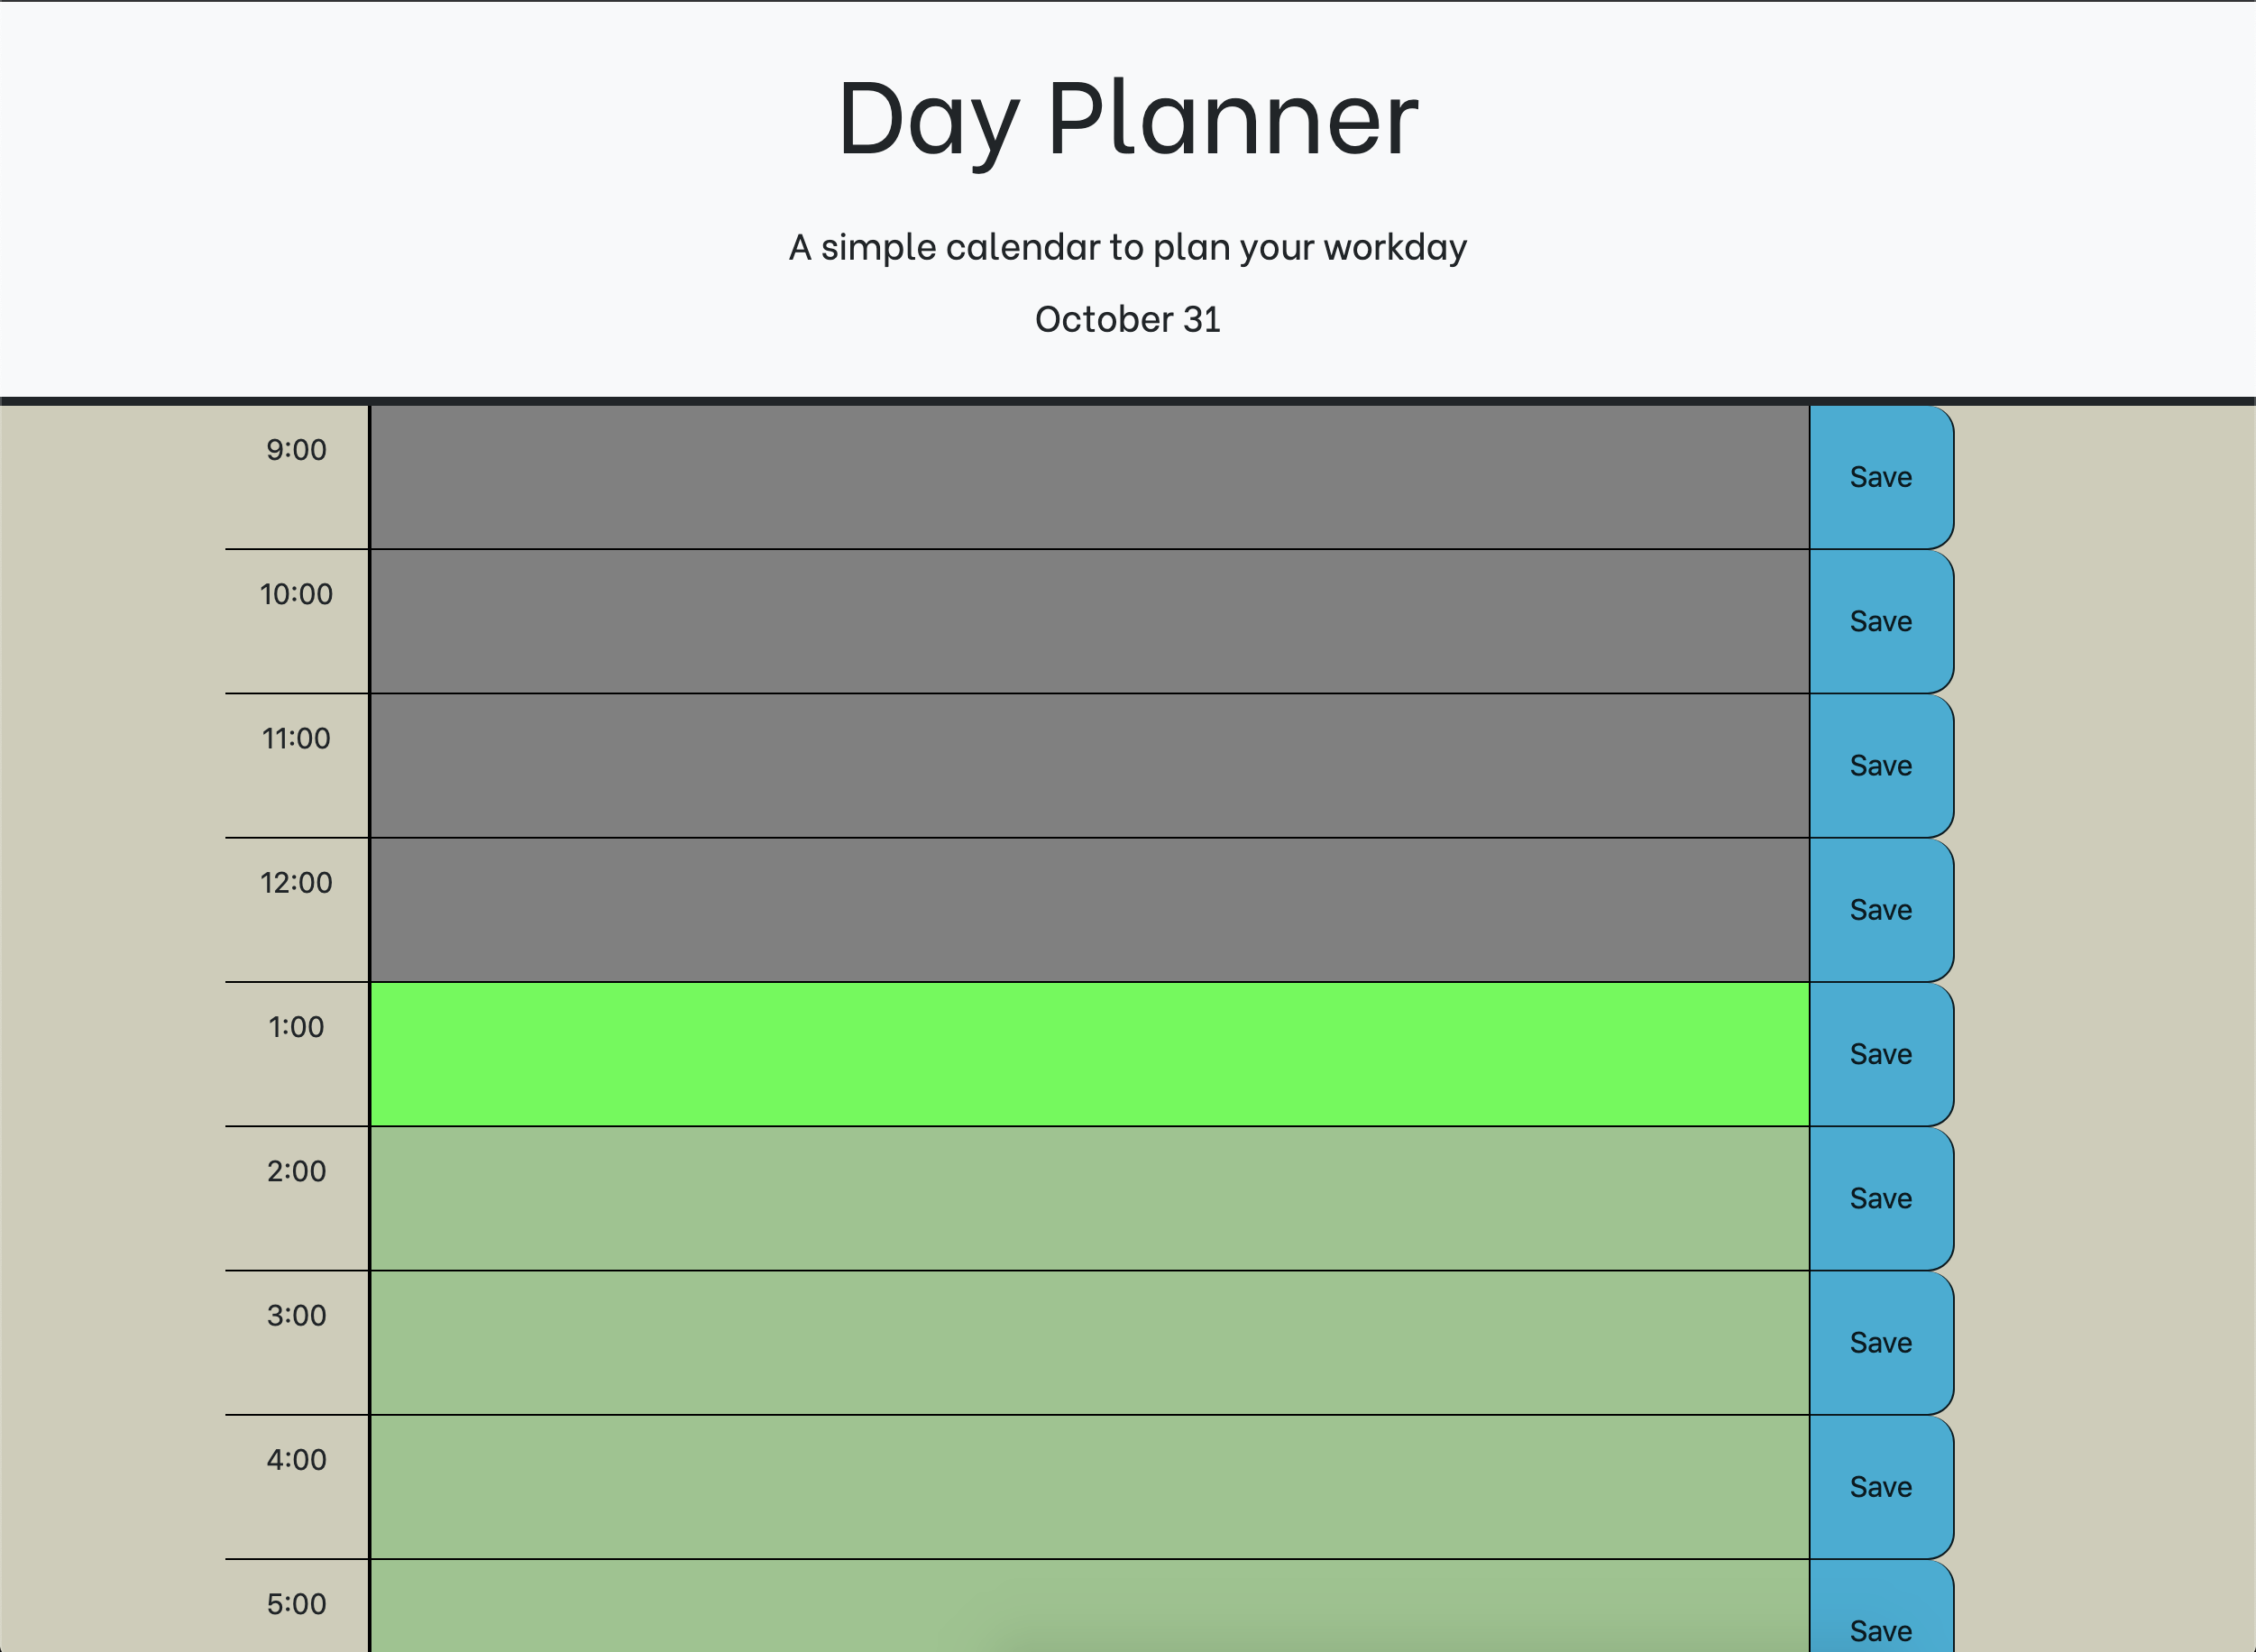 Day Planner
A simple calendar to plan your workday
October 31
9:00 Save
10:00 Save
11:00 Save
12:00 Save
1:00 Save
2:00 Save
3:00 Save
4:00 Save
5:00 Save